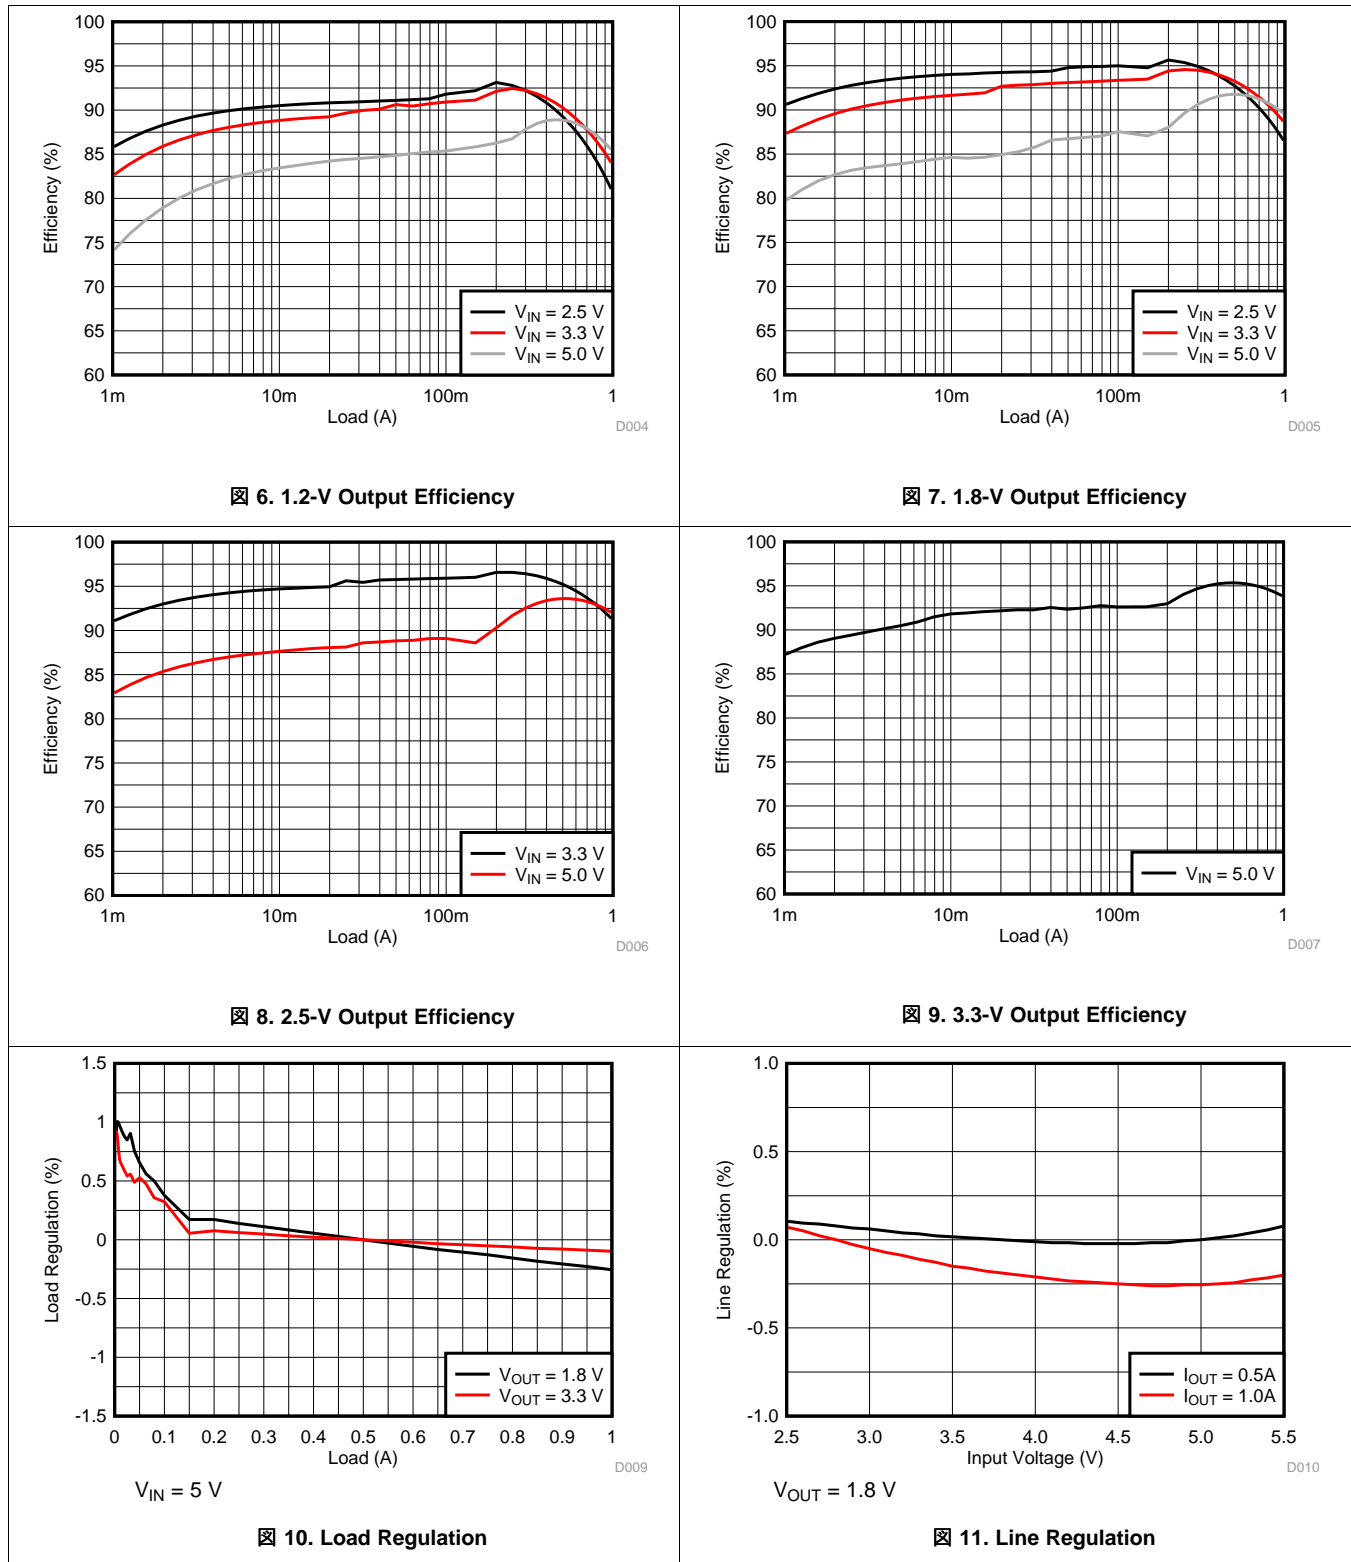 100
95
90
85
80
75
70
65
60
Efficiency (%)
1m
10m
100m
1
Load (A)
D004
VIN = 2.5 V
VIN = 3.3 V
VIN = 5.0 V
図 6. 1.2-V Output Efficiency
100
95
90
85
80
75
70
65
60
Efficiency (%)
1m
10m
100m
1
Load (A)
D005
VIN = 2.5 V
VIN = 3.3 V
VIN = 5.0 V
図 7. 1.8-V Output Efficiency
100
95
90
85
80
75
70
65
60
Efficiency (%)
1m
10m
100m
1
Load (A)
D006
VIN = 3.3 V
VIN = 5.0 V
図 8. 2.5-V Output Efficiency
100
95
90
85
80
75
70
65
60
Efficiency (%)
1m
10m
100m
1
Load (A)
D007
VIN = 5.0 V
図 9. 3.3-V Output Efficiency
1.5
1
0.5
0
-0.5
-1
-1.5
Load Regulation (%)
0 0.1 0.2 0.3 0.4 0.5 0.6 0.7 0.8 0.9 1
Load (A)
D009
VOUT = 1.8 V
VOUT = 3.3 V
VIN = 5 V
図 10. Load Regulation
1.0
0.5
0.0
-0.5
-1.0
Line Regulation (%)
2.5 3.0 3.5 4.0 4.5 5.0 5.5
Input Voltage (V)
D010
IOUT = 0.5A
IOUT = 1.0A
VOUT = 1.8 V
図 11. Line Regulation